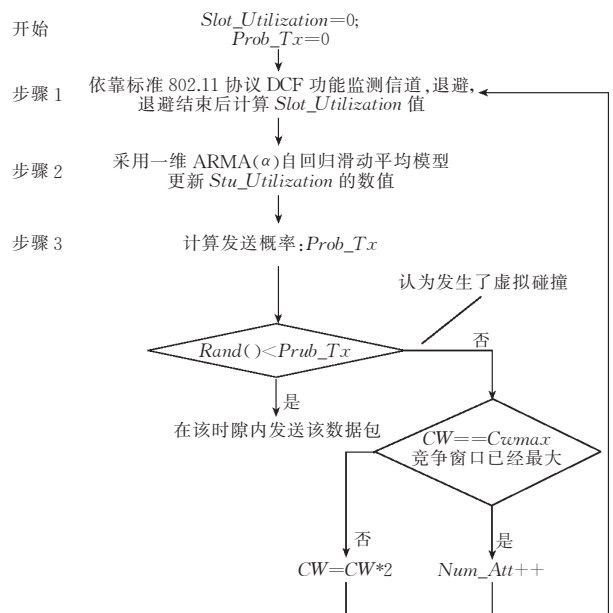 开始
Slot_Utilization=0;
Prob_Tx=0
步骤 1
依靠标准 802.11 协议 DCF 功能监测信道,退避,
退避结束后计算 Slot_Utilization 值
步骤 2
采用一维 ARMA(α)自回归滑动平均模型
更新 Stu_Utilization 的数值
步骤 3
计算发送概率:Prob_Tx
认为发生了虚拟碰撞
Rand()<Prub_Tx
否
是
在该时隙内发送该数据包
CW==Cwmax
竞争窗口已经最大
否
是
CW=CW*2
Num_Att++